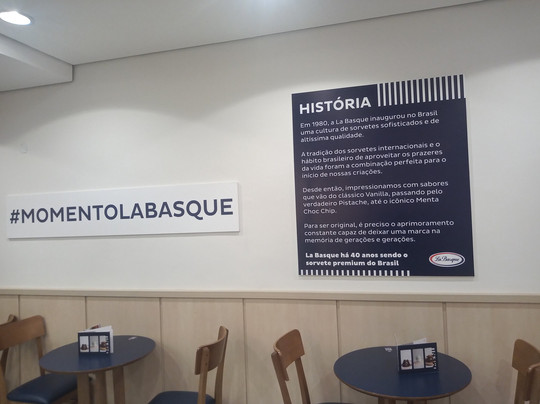 #MOMENTOLABASQUE
HISTÓRIA
Em 1980, a La Basque inaugurou no Brasil
uma cultura de sorvetes sofisticados e de
altíssima qualidade.
A tradição dos sorvetes internacionais e o
hábito brasileiro de aproveitar os prazeres
da vida foram a combinação perfeita para o
início de nossas criações.
Desde então, impressionamos com sabores
que vão do clássico Vanilla, passando pelo
verdadeiro Pistache, até o icônico Menta
Choc Chip.
Para ser original, é preciso o aprimoramento
constante capaz de deixar uma marca na
memória de gerações e gerações.
La Basque há 40 anos sendo o
sorvete premium do Brasil
La Basque